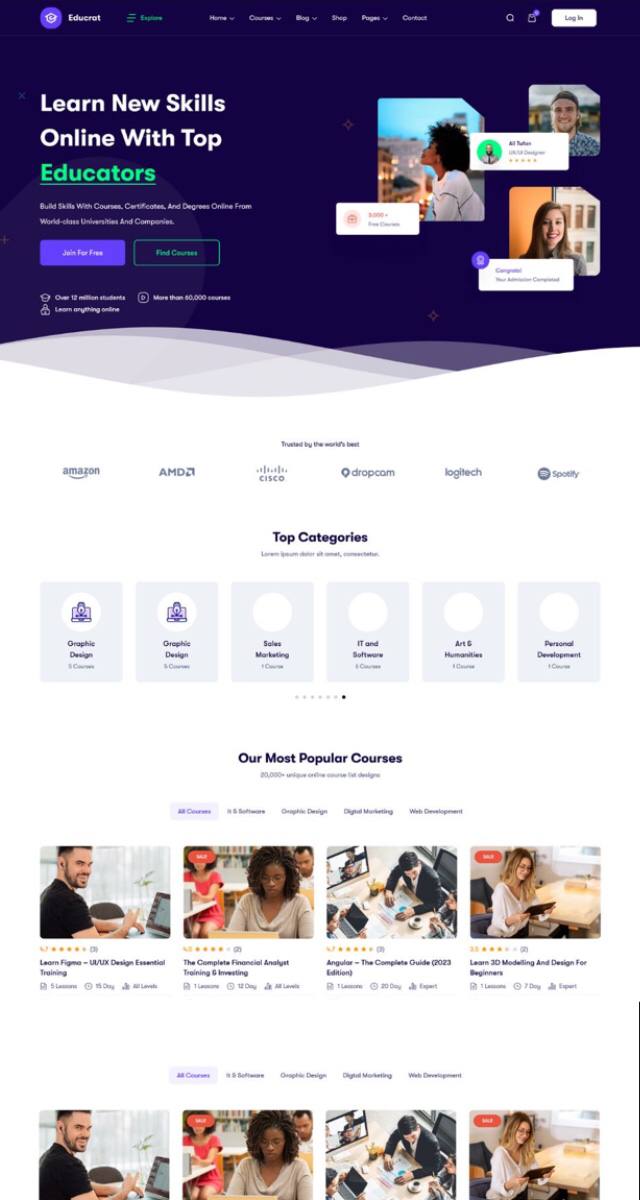 Educrat
Explore
Home
Courses
Blog
Shop
Pages
Contact
Log In
Learn New Skills
Online With Top
Educators
Build Skills With Courses, Certificates, And Degrees Online From
World-class Universities And Companies.
Join For Free
Find Courses
Over 12 million students
More than 60,000 courses
Learn anything online
Ali Tufan
UX/UI Designer
3,000 +
Free Courses
Congrats!
Your Admission Completed
Trusted by the world's best
amazon
AMD
CISCO
dropcam
logitech
Spotify
Top Categories
Lorem ipsum dolor sit amet, consectetur.
Graphic
Design
5 Courses
Graphic
Design
5 Courses
Sales
Marketing
1 Course
IT and
Software
5 Courses
Art &
Humanities
1 Course
Personal
Development
1 Course
Our Most Popular Courses
20,000+ unique online course list designs
All Courses
It & Software
Graphic Design
Digital Marketing
Web Development
SALE
SALE
4.7
(3)
(2)
4.7
(3)
3.5
(2)
Learn Figma – UI/UX Design Essential
Training
The Complete Financial Analyst
Training & Investing
Angular – The Complete Guide (2023
Edition)
Learn 3D Modelling And Design For
Beginners
5 Lessons
15 Day
All Levels
1 Lessons
12 Day
All Levels
1 Lessons
20 Day
Expert
1 Lessons
7 Day
Expert
All Courses
It & Software
Graphic Design
Digital Marketing
Web Development
SALE
SALE